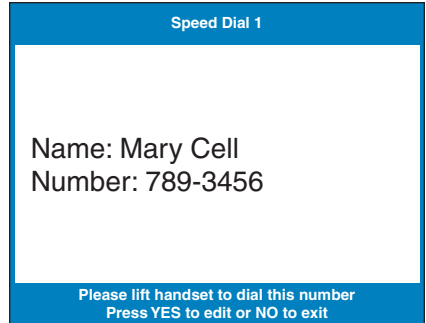 Speed Dial 1
Name: Mary Cell
Number: 789-3456
Please lift handset to dial this number
Press YES to edit or NO to exit